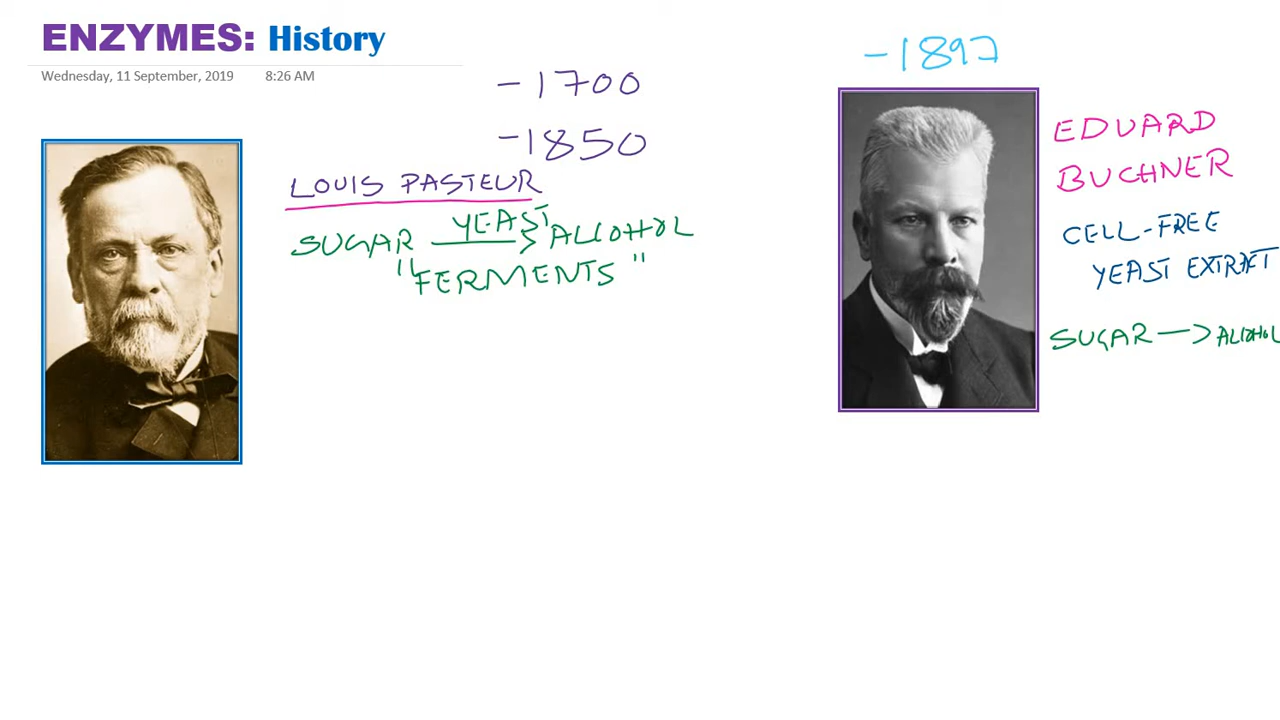 ENZYMES: History
Wednesday, 11 September, 2019 8:26 AM
-1700
-1850
LOUIS PASTEUR
SUGAR YEAST → ALCOHOL
"FERMENTS"
-1897
EDUARD
BUCHNER
CELL-FREE
YEAST EXTRACT
SUGAR → ALCOHOL